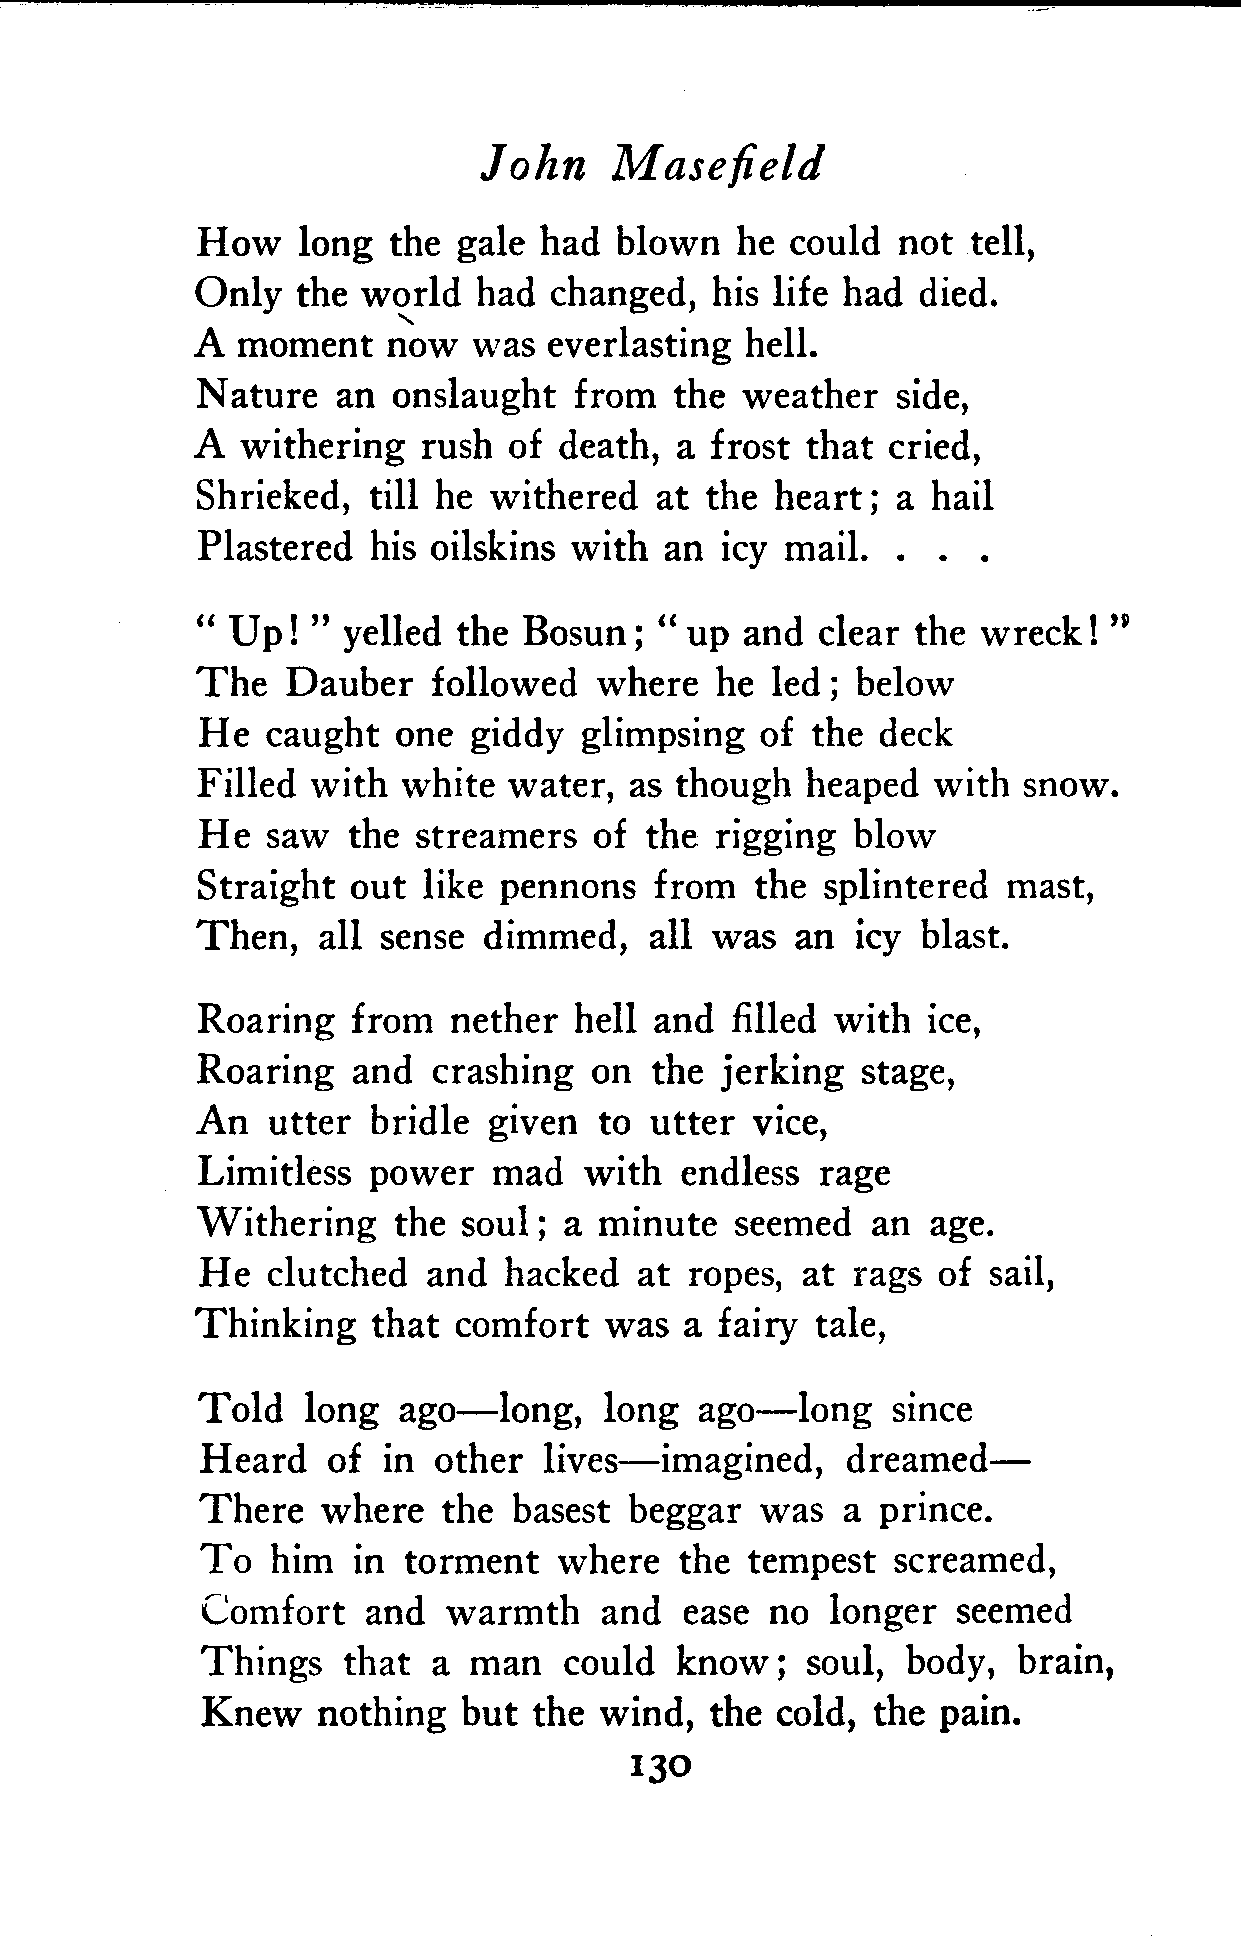 John Masefield
How long the gale had blown he could not tell,
Only the world had changed, his life had died.
A moment now was everlasting hell.
Nature an onslaught from the weather side,
A withering rush of death, a frost that cried,
Shrieked, till he withered at the heart; a hail
Plastered his oilskins with an icy mail. . . .
“ Up! ” yelled the Bosun; “ up and clear the wreck! ”
The Dauber followed where he led; below
He caught one giddy glimpsing of the deck
Filled with white water, as though heaped with snow.
He saw the streamers of the rigging blow
Straight out like pennons from the splintered mast,
Then, all sense dimmed, all was an icy blast.
Roaring from nether hell and filled with ice,
Roaring and crashing on the jerking stage,
An utter bridle given to utter vice,
Limitless power mad with endless rage
Withering the soul; a minute seemed an age.
He clutched and hacked at ropes, at rags of sail,
Thinking that comfort was a fairy tale,
Told long ago—long, long ago—long since
Heard of in other lives—imagined, dreamed—
There where the basest beggar was a prince.
To him in torment where the tempest screamed,
Comfort and warmth and ease no longer seemed
Things that a man could know; soul, body, brain,
Knew nothing but the wind, the cold, the pain.
130